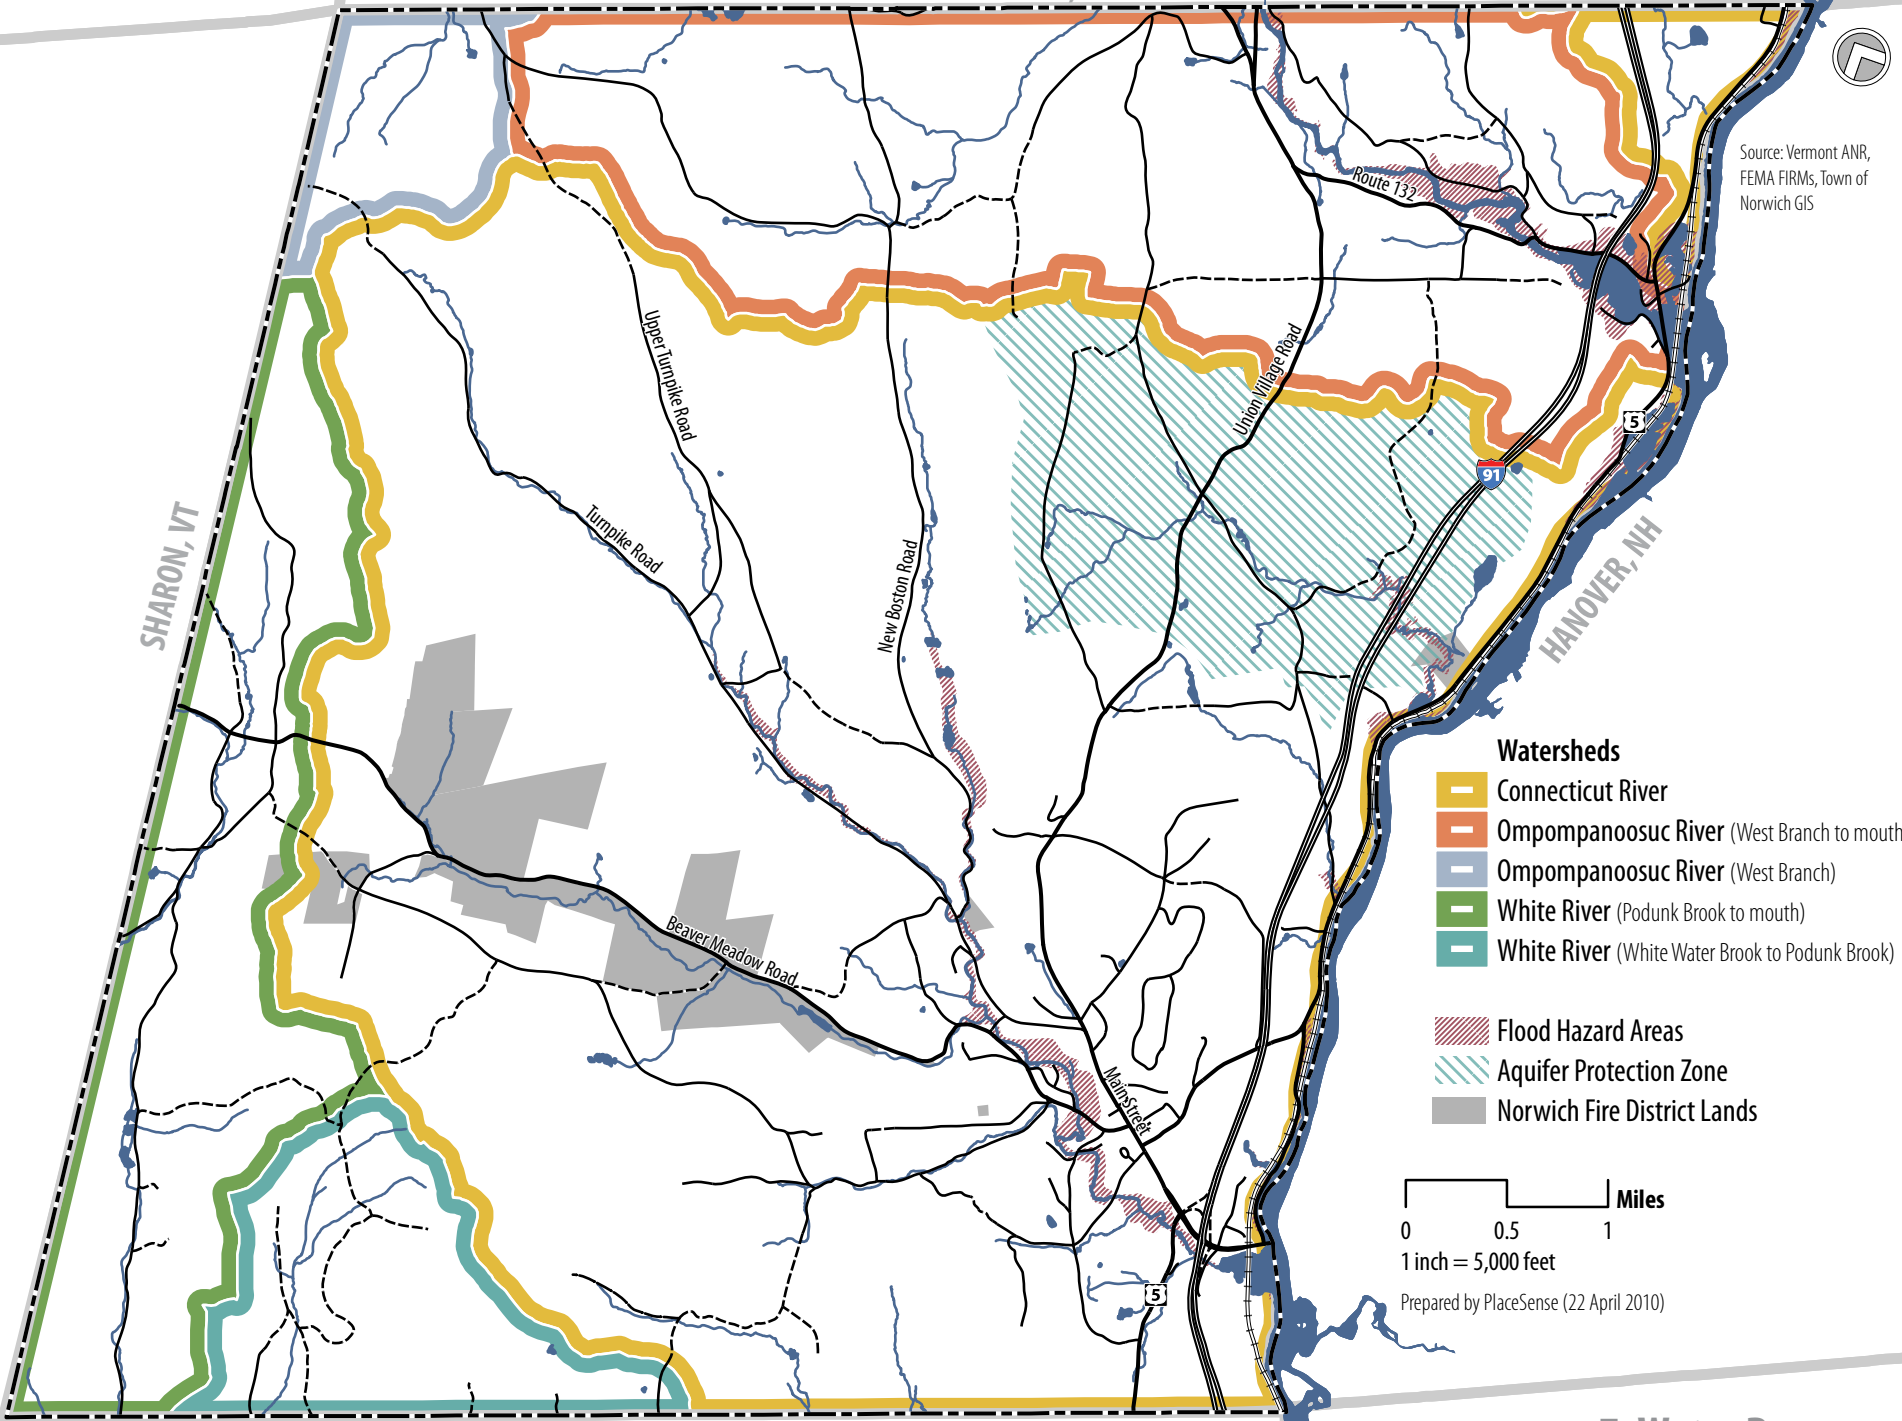 Source: Vermont ANR,
FEMA FIRMs, Town of
Norwich GIS
Route 132
Upper Turnpike Road
Union Village Road
5
91
SHARON, VT
Turnpike Road
New Boston Road
HANOVER, NH
Watersheds
Connecticut River
Ompompanoosuc River (West Branch to mouth
Ompompanoosuc River (West Branch)
White River (Podunk Brook to mouth)
White River (White Water Brook to Podunk Brook)
Beaver Meadow Road
Flood Hazard Areas
Aquifer Protection Zone
Norwich Fire District Lands
Main Street
Miles
0 0.5 1
1 inch = 5,000 feet
Prepared by PlaceSense (22 April 2010)
5